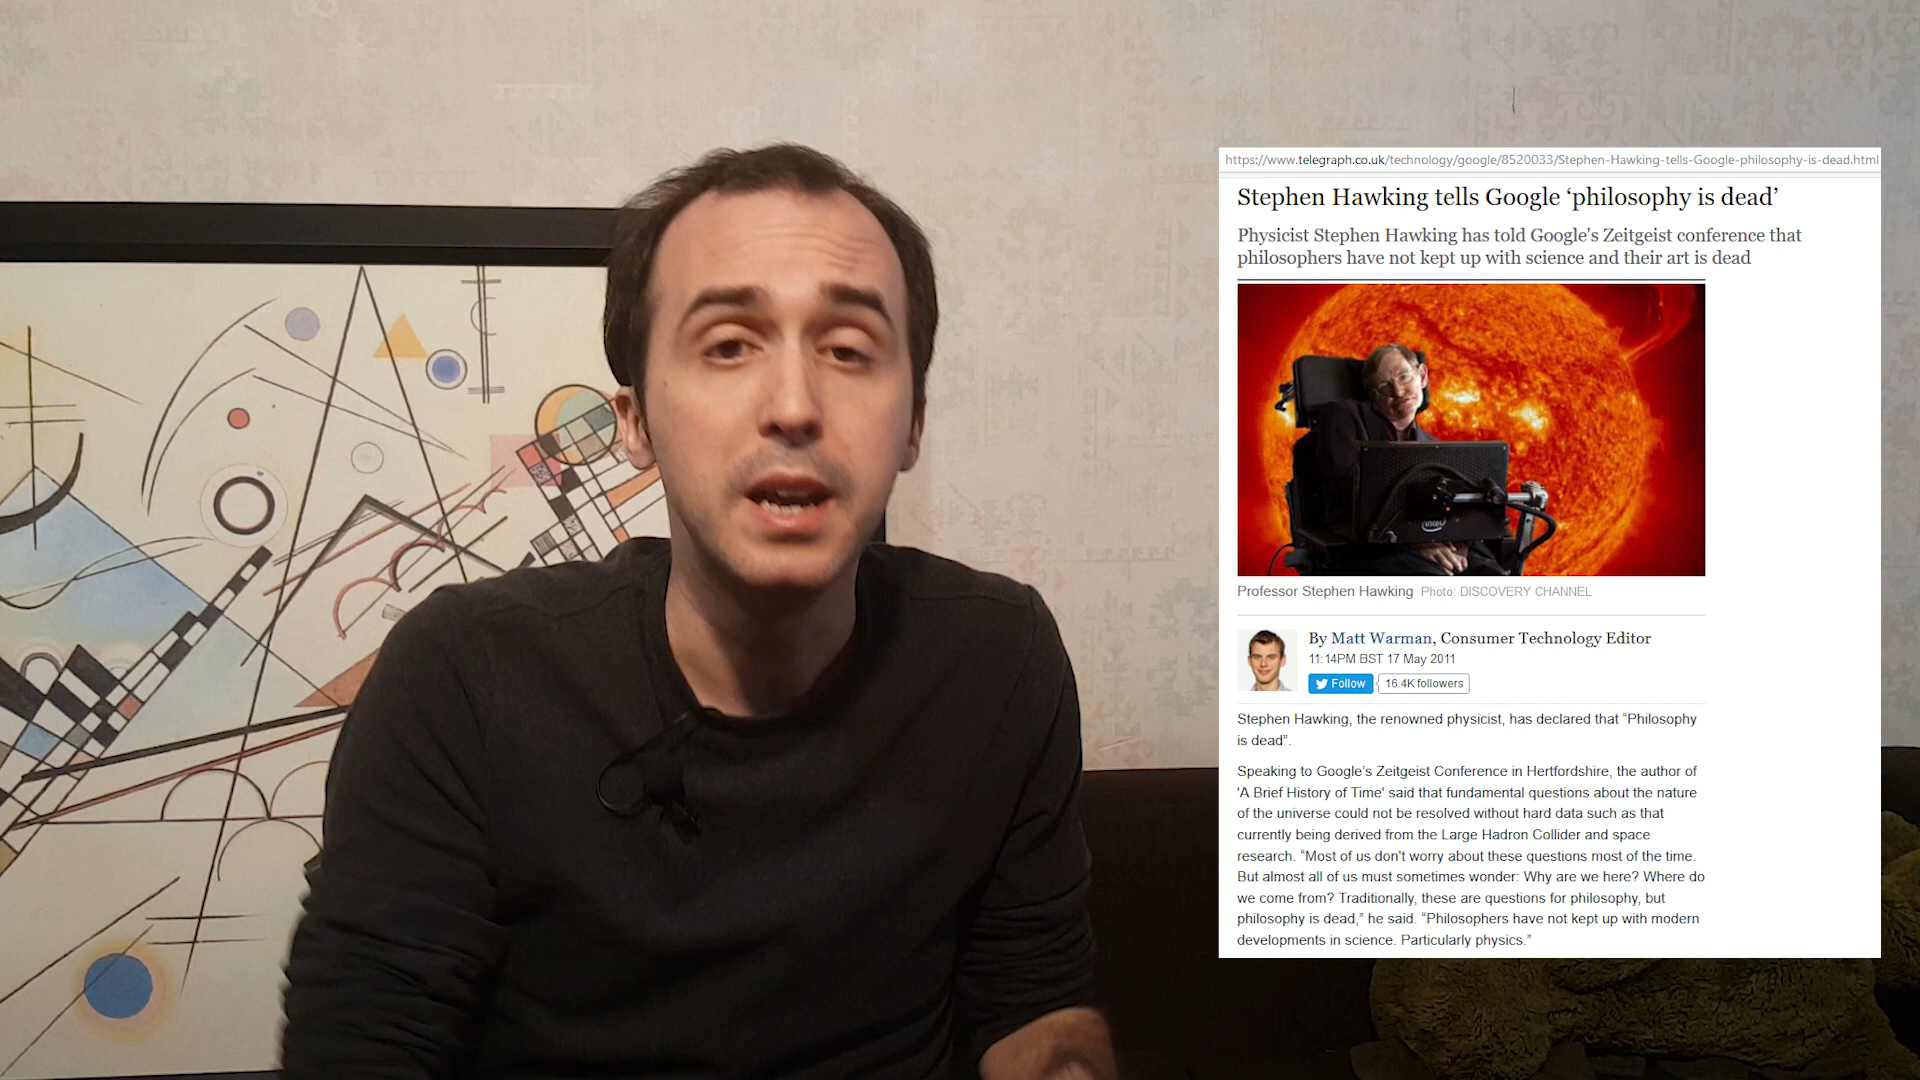 https://www.telegraph.co.uk/technology/google/8520033/Stephen-Hawking-tells-Google-philosophy-is-dead.html
Stephen Hawking tells Google ‘philosophy is dead’
Physicist Stephen Hawking has told Google's Zeitgeist conference that
philosophers have not kept up with science and their art is dead
intel
Professor Stephen Hawking Photo: DISCOVERY CHANNEL
By Matt Warman, Consumer Technology Editor
11:14PM BST 17 May 2011
Follow 16.4K followers
Stephen Hawking, the renowned physicist, has declared that “Philosophy
is dead”.
Speaking to Google’s Zeitgeist Conference in Hertfordshire, the author of
'A Brief History of Time' said that fundamental questions about the nature
of the universe could not be resolved without hard data such as that
currently being derived from the Large Hadron Collider and space
research. “Most of us don't worry about these questions most of the time.
But almost all of us must sometimes wonder: Why are we here? Where do
we come from? Traditionally, these are questions for philosophy, but
philosophy is dead,” he said. “Philosophers have not kept up with modern
developments in science. Particularly physics.”